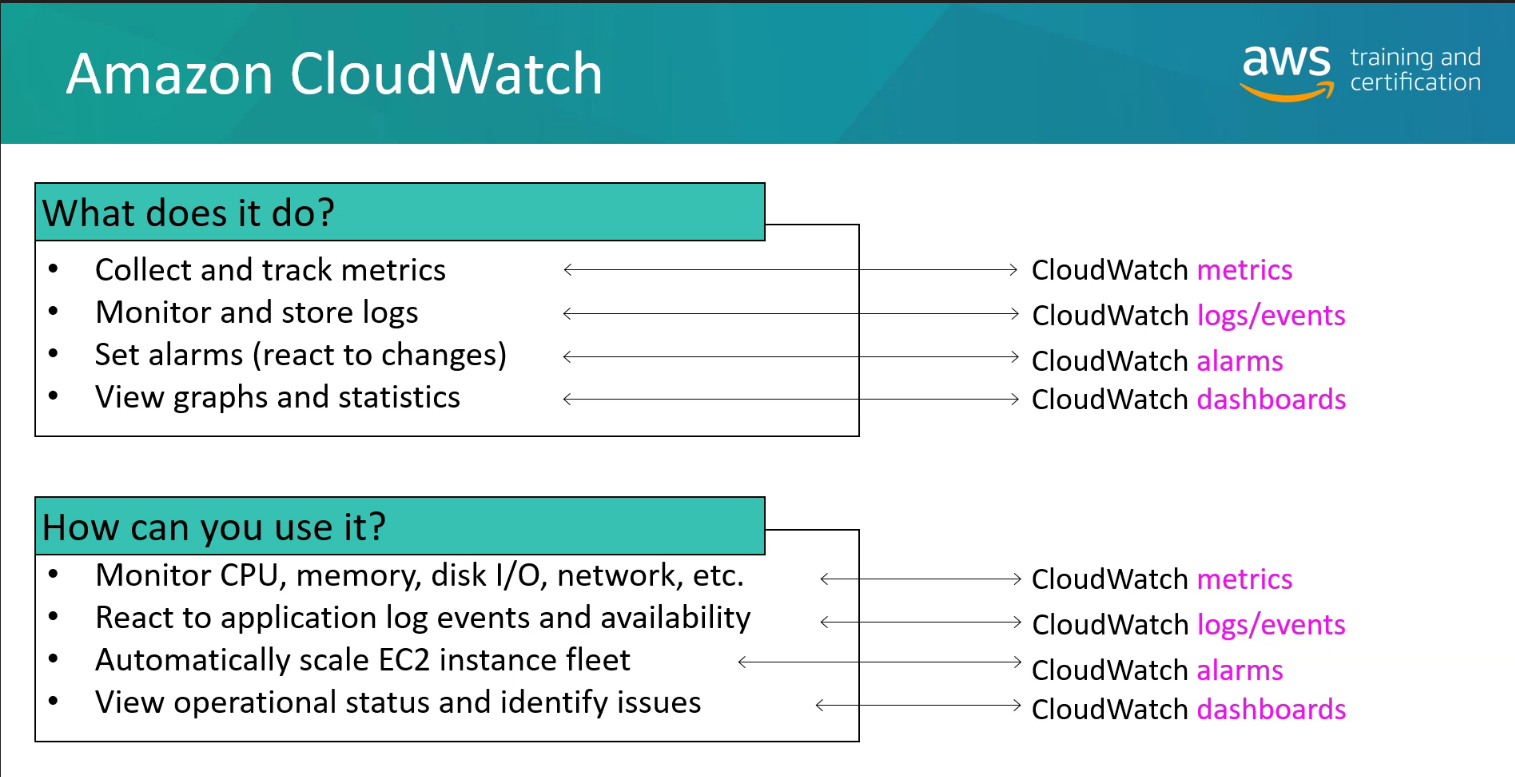 Amazon CloudWatch
aws training and
certification
What does it do?
• Collect and track metrics CloudWatch metrics
• Monitor and store logs CloudWatch logs/events
• Set alarms (react to changes) CloudWatch alarms
• View graphs and statistics CloudWatch dashboards
How can you use it?
• Monitor CPU, memory, disk I/O, network, etc. CloudWatch metrics
• React to application log events and availability CloudWatch logs/events
• Automatically scale EC2 instance fleet CloudWatch alarms
• View operational status and identify issues CloudWatch dashboards